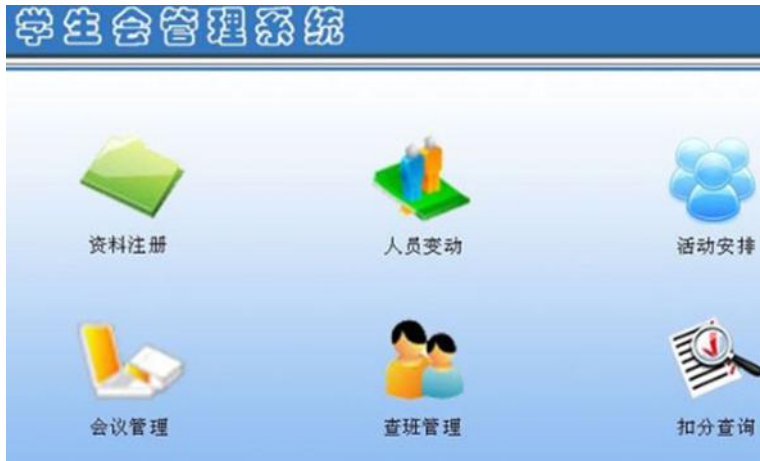 学生会管理系统
资料注册 人员变动 活动安排
会议管理 查班管理 扣分查询